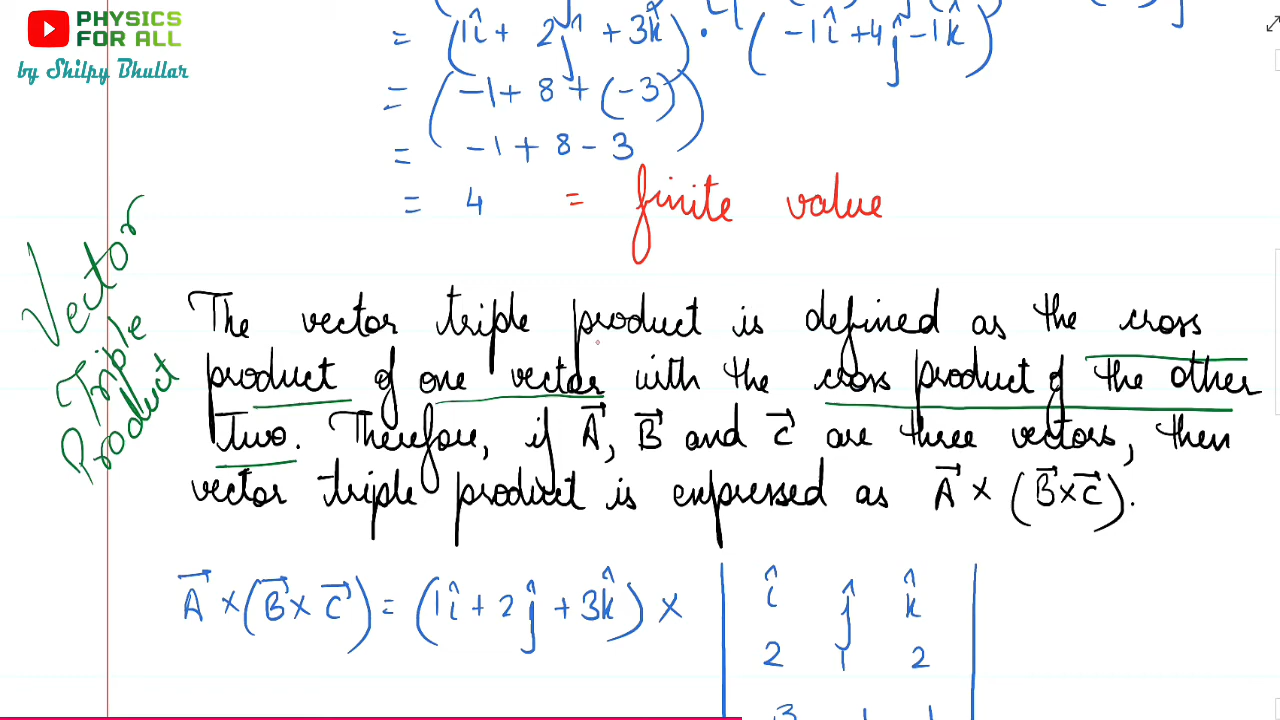 PHYSICS
FOR ALL
by Shilpy Bhullar
= (1î + 2ĵ + 3k̂) · (-1î + 4ĵ - 1k̂)
= (-1 + 8 + (-3))
= -1 + 8 - 3
= 4 = finite value
Vector
Triple
Product
The vector triple product is defined as the cross
product of one vector with the cross product of the other
two. Therefore, if A⃗, B⃗ and C⃗ are three vectors, then
vector triple product is expressed as A⃗ × (B⃗ × C⃗).
A⃗ × (B⃗ × C⃗) = (1î + 2ĵ + 3k̂) × | î ĵ k̂ |
2 1 2
3 1 1